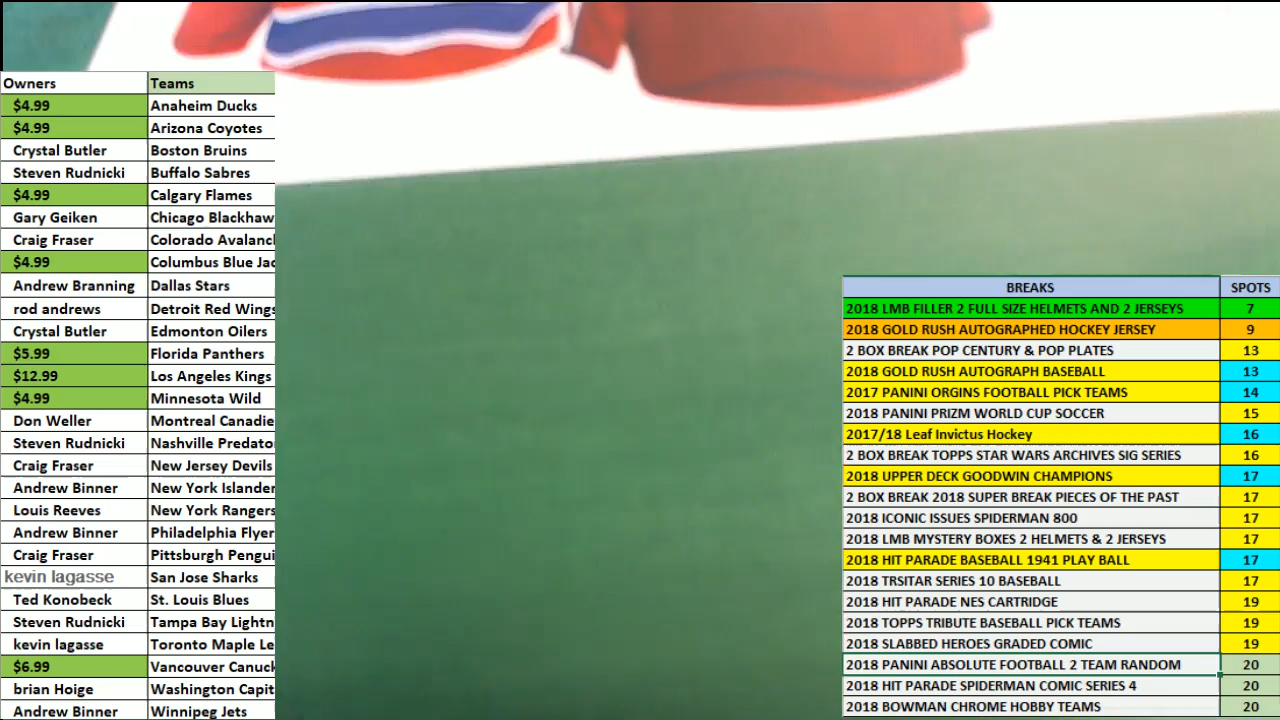 Owners Teams
$4.99 Anaheim Ducks
$4.99 Arizona Coyotes
Crystal Butler Boston Bruins
Steven Rudnicki Buffalo Sabres
$4.99 Calgary Flames
Gary Geiken Chicago Blackhaw
Craig Fraser Colorado Avalancl
$4.99 Columbus Blue Jac
Andrew Branning Dallas Stars
rod andrews Detroit Red Wings
Crystal Butler Edmonton Oilers
$5.99 Florida Panthers
$12.99 Los Angeles Kings
$4.99 Minnesota Wild
Don Weller Montreal Canadie
Steven Rudnicki Nashville Predato
Craig Fraser New Jersey Devils
Andrew Binner New York Islander
Louis Reeves New York Rangers
Andrew Binner Philadelphia Flyer
Craig Fraser Pittsburgh Pengui
kevin lagasse San Jose Sharks
Ted Konobeck St. Louis Blues
Steven Rudnicki Tampa Bay Lightn
kevin lagasse Toronto Maple Le
$6.99 Vancouver Canuck
brian Hoige Washington Capit
Andrew Binner Winnipeg Jets
BREAKS SPOTS
2018 LMB FILLER 2 FULL SIZE HELMETS AND 2 JERSEYS 7
2018 GOLD RUSH AUTOGRAPHED HOCKEY JERSEY 9
2 BOX BREAK POP CENTURY & POP PLATES 13
2018 GOLD RUSH AUTOGRAPH BASEBALL 13
2017 PANINI ORGINS FOOTBALL PICK TEAMS 14
2018 PANINI PRIZM WORLD CUP SOCCER 15
2017/18 Leaf Invictus Hockey 16
2 BOX BREAK TOPPS STAR WARS ARCHIVES SIG SERIES 16
2018 UPPER DECK GOODWIN CHAMPIONS 17
2 BOX BREAK 2018 SUPER BREAK PIECES OF THE PAST 17
2018 ICONIC ISSUES SPIDERMAN 800 17
2018 LMB MYSTERY BOXES 2 HELMETS & 2 JERSEYS 17
2018 HIT PARADE BASEBALL 1941 PLAY BALL 17
2018 TRSITAR SERIES 10 BASEBALL 17
2018 HIT PARADE NES CARTRIDGE 19
2018 TOPPS TRIBUTE BASEBALL PICK TEAMS 19
2018 SLABBED HEROES GRADED COMIC 19
2018 PANINI ABSOLUTE FOOTBALL 2 TEAM RANDOM 20
2018 HIT PARADE SPIDERMAN COMIC SERIES 4 20
2018 BOWMAN CHROME HOBBY TEAMS 20